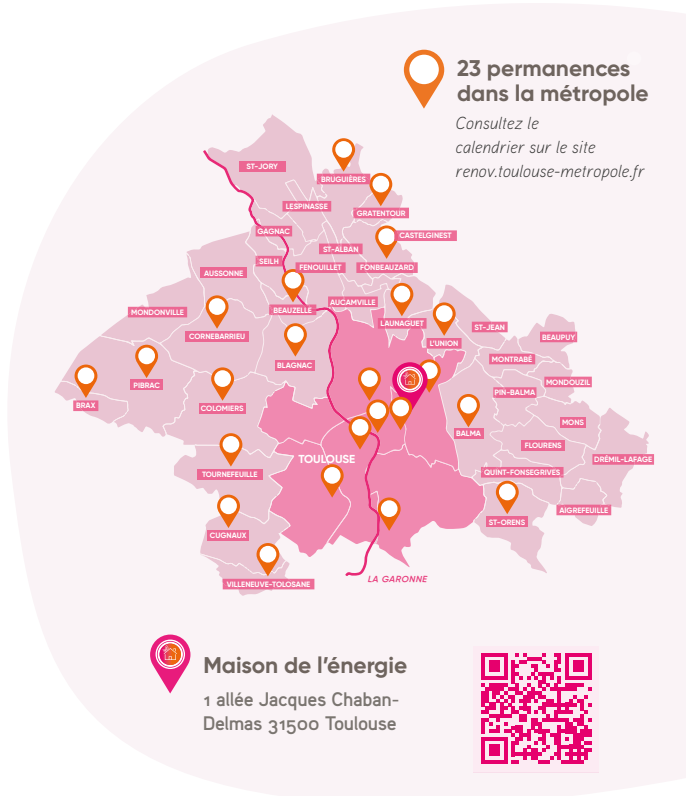 23 permanences
dans la métropole
Consultez le
calendrier sur le site
renov.toulouse-metropole.fr
ST-JORY
BRUGUIÈRES
LESPINASSE
GRATENTOUR
GAGNAC
CASTELGINEST
ST-ALBAN
SEILH
FENOUILLET
FONBEAUZARD
AUSSONNE
AUCAMVILLE
MONDONVILLE
BEAUZELLE
LAUNAGUET
ST-JEAN
CORNEBARRIEU
L'UNION
BEAUPUY
BLAGNAC
MONTRABÉ
PIBRAC
MONDOUZIL
PIN-BALMA
BRAX
COLOMIERS
MONS
BALMA
FLOURENS
TOULOUSE
DRÉMIL-LAFAGE
TOURNEFEUILLE
QUINT-FONSEGRIVES
AIGREFEUILLE
ST-ORENS
CUGNAUX
LA GARONNE
VILLENEUVE-TOLOSANE
Maison de l'énergie
1 allée Jacques Chaban-
Delmas 31500 Toulouse